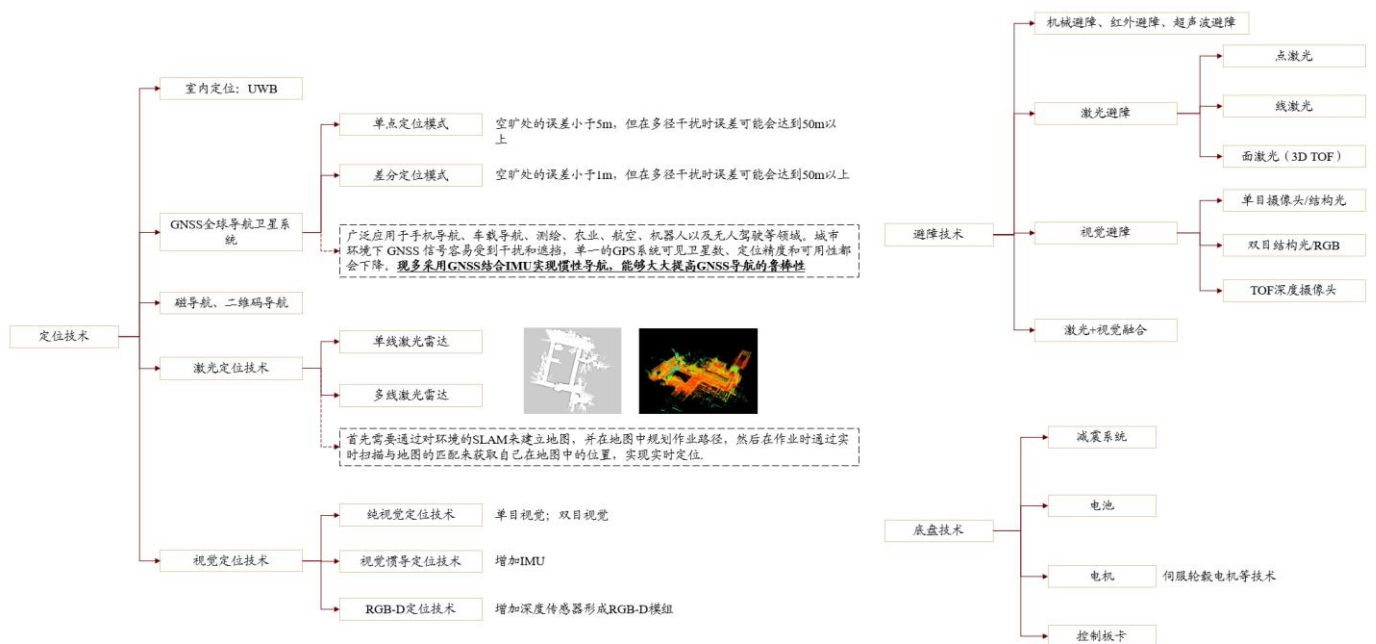 定位技术
室内定位：UWB
GNSS全球导航卫星系
统
单点定位模式
空旷处的误差小于5m，但在多径干扰时误差可能会达到50m以
上
差分定位模式
空旷处的误差小于1m，但在多径干扰时误差可能会达到50m以上
广泛应用于手机导航、车载导航、测绘、农业、航空、机器人以及无人驾驶等领域。城市
环境下 GNSS 信号容易受到干扰和遮挡，单一的GPS系统可见卫星数、定位精度和可用性都
会下降。现多采用GNSS结合IMU实现惯性导航，能够大大提高GNSS导航的鲁棒性
磁导航、二维码导航
激光定位技术
单线激光雷达
多线激光雷达
首先需要通过对环境的SLAM来建立地图，并在地图中规划作业路径，然后在作业时通过实
时扫描与地图的匹配来获取自己在地图中的位置，实现实时定位.
视觉定位技术
纯视觉定位技术
单目视觉；双目视觉
视觉惯导定位技术
增加IMU
RGB-D定位技术
增加深度传感器形成RGB-D模组
避障技术
机械避障、红外避障、超声波避障
激光避障
点激光
线激光
面激光（3D TOF）
视觉避障
单目摄像头/结构光
双目结构光/RGB
TOF深度摄像头
激光+视觉融合
底盘技术
减震系统
电池
电机
伺服轮毂电机等技术
控制板卡